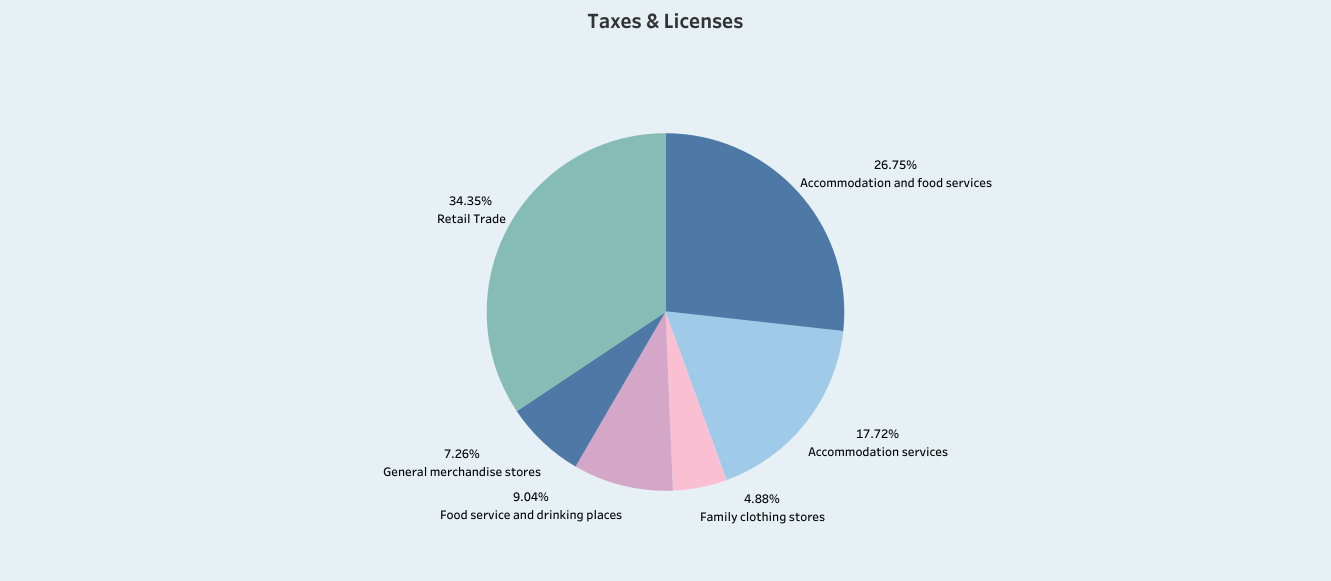 Taxes & Licenses
26.75%
Accommodation and food services
34.35%
Retail Trade
17.72%
Accommodation services
7.26%
General merchandise stores
9.04%
Food service and drinking places
4.88%
Family clothing stores